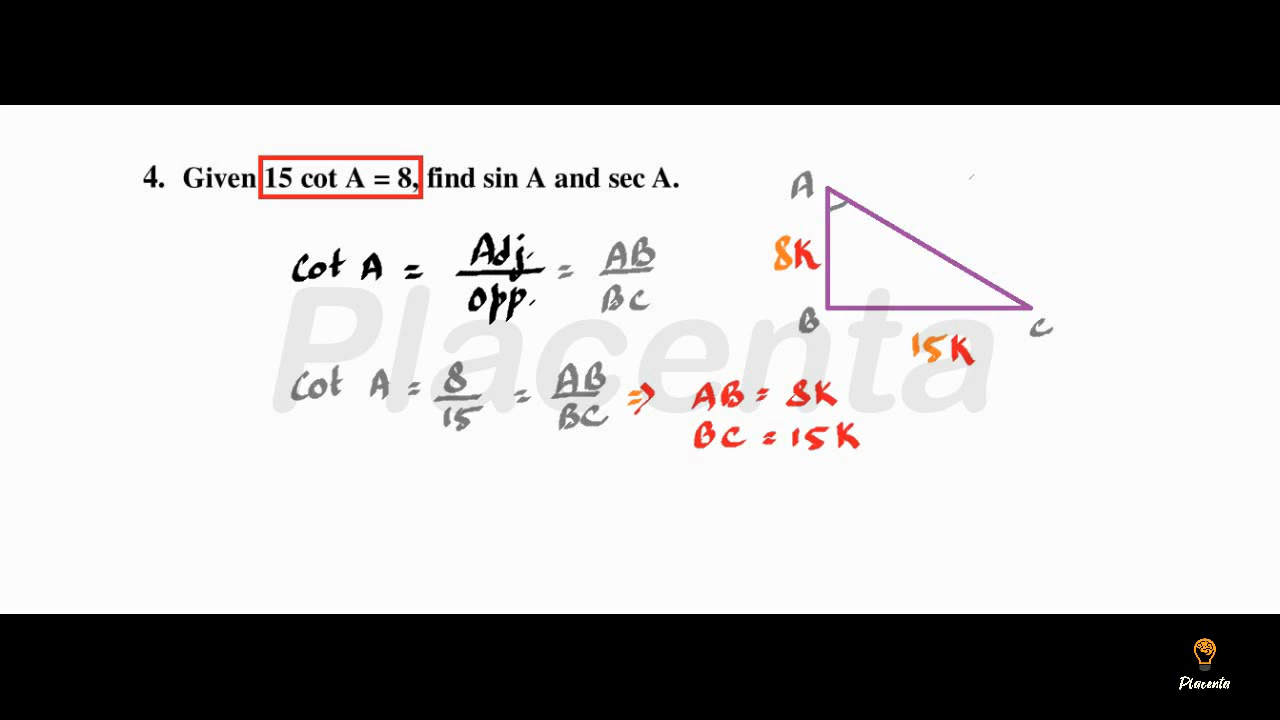 4. Given 15 cot A = 8, find sin A and sec A.
A
cot A = Adj. / opp. = AB / BC
8K
B
C
15K
Placenta
cot A = 8 / 15 = AB / BC ⇒ AB = 8K
BC = 15K
Placenta